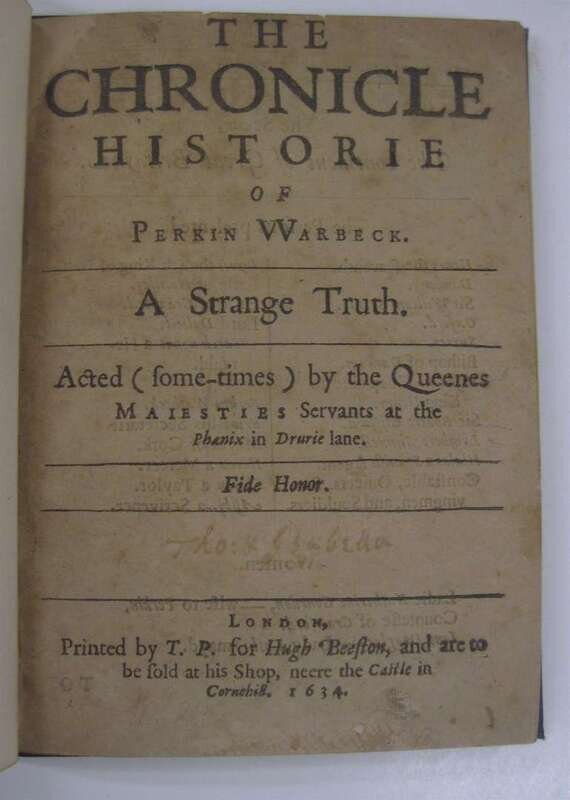 THE
CHRONICLE
HISTORIE
OF
PERKIN WARBECK.
A Strange Truth.
Acted (some-times) by the Queenes
MAIESTIES Servants at the
Phœnix in Drurie lane.
Fide Honor.
LONDON,
Printed by T. P. for Hugh Beeston, and are to
be sold at his Shop, neere the Castle in
Cornehill. 1634.